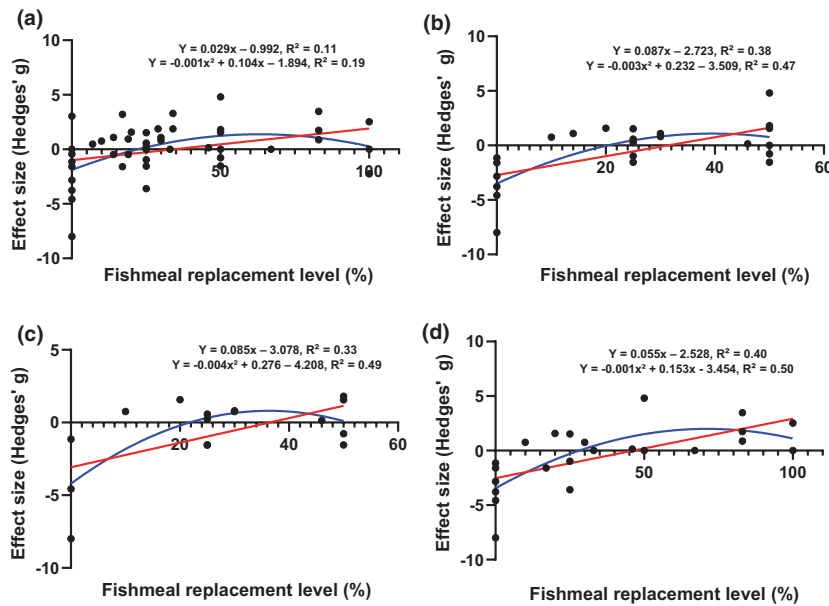 (a)
Y = 0.029x – 0.992, R² = 0.11
Y = -0.001x² + 0.104x – 1.894, R² = 0.19
Effect size (Hedges' g)
10
5
0
-5
-10
50
100
Fishmeal replacement level (%)
(b)
Y = 0.087x – 2.723, R² = 0.38
Y = -0.003x² + 0.232 – 3.509, R² = 0.47
Effect size (Hedges' g)
10
5
0
-5
-10
20
40
60
Fishmeal replacement level (%)
(c)
Y = 0.085x – 3.078, R² = 0.33
Y = -0.004x² + 0.276 – 4.208, R² = 0.49
Effect size (Hedges' g)
5
0
-5
-10
20
40
60
Fishmeal replacement level (%)
(d)
Y = 0.055x – 2.528, R² = 0.40
Y = -0.001x² + 0.153x - 3.454, R² = 0.50
Effect size (Hedges' g)
10
5
0
-5
-10
50
100
Fishmeal replacement level (%)